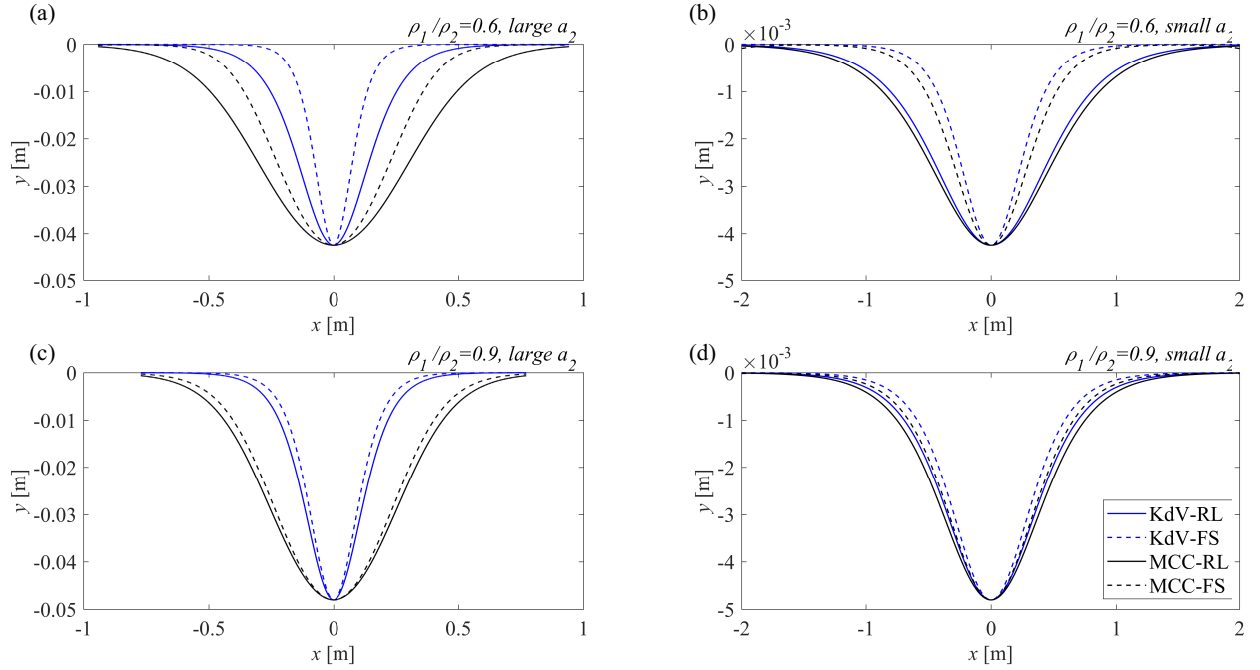 (a)
ρ1/ρ2=0.6, large a2
0
-0.01
-0.02
-0.03
-0.04
-0.05
y [m]
-1 -0.5 0 0.5 1
x [m]
(b)
×10-3
ρ1/ρ2=0.6, small a2
0
-1
-2
-3
-4
-5
y [m]
-2 -1 0 1 2
x [m]
(c)
ρ1/ρ2=0.9, large a2
0
-0.01
-0.02
-0.03
-0.04
-0.05
y [m]
-1 -0.5 0 0.5 1
x [m]
(d)
×10-3
ρ1/ρ2=0.9, small a2
0
-1
-2
-3
-4
-5
y [m]
KdV-RL
KdV-FS
MCC-RL
MCC-FS
-2 -1 0 1 2
x [m]